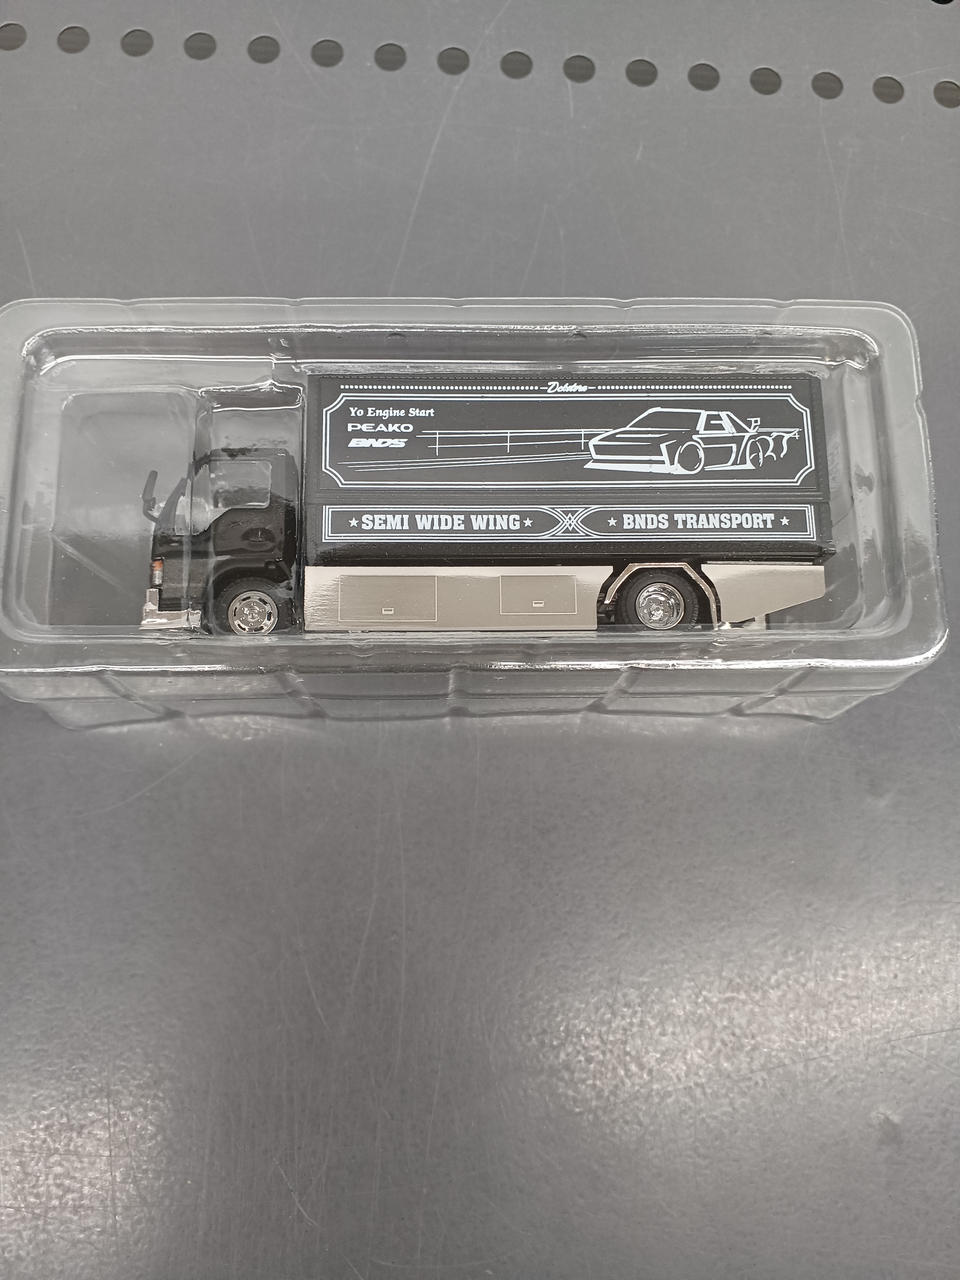 Yo Engine Start
PEAKO
BNDS
★SEMI WIDE WING★
★ BNDS TRANSPORT ★